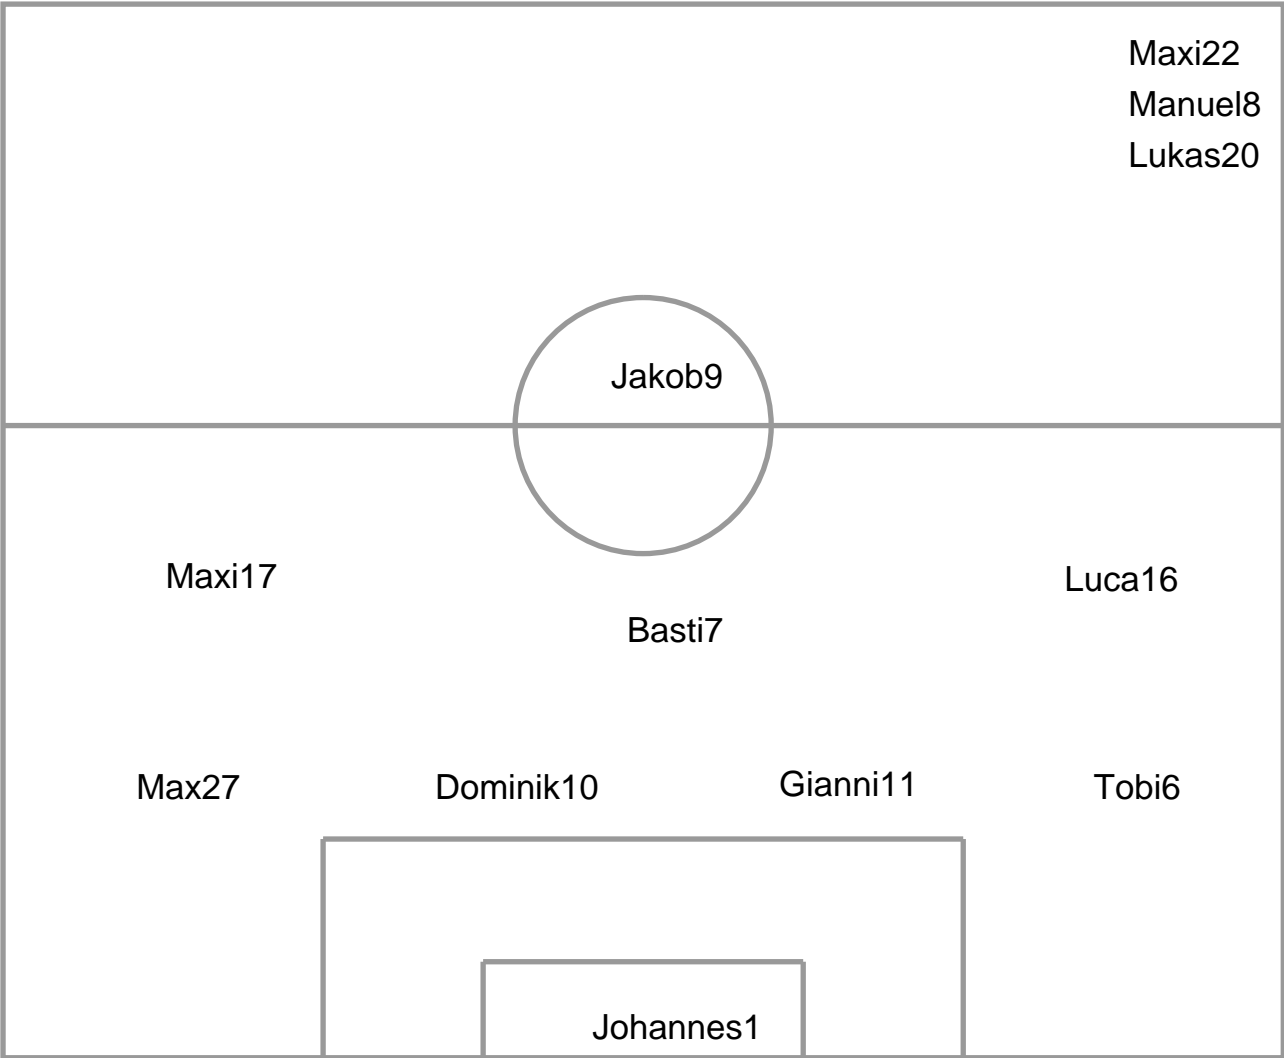 Maxi22
Manuel8
Lukas20
Jakob9
Maxi17
Luca16
Basti7
Max27
Dominik10
Gianni11
Tobi6
Johannes1